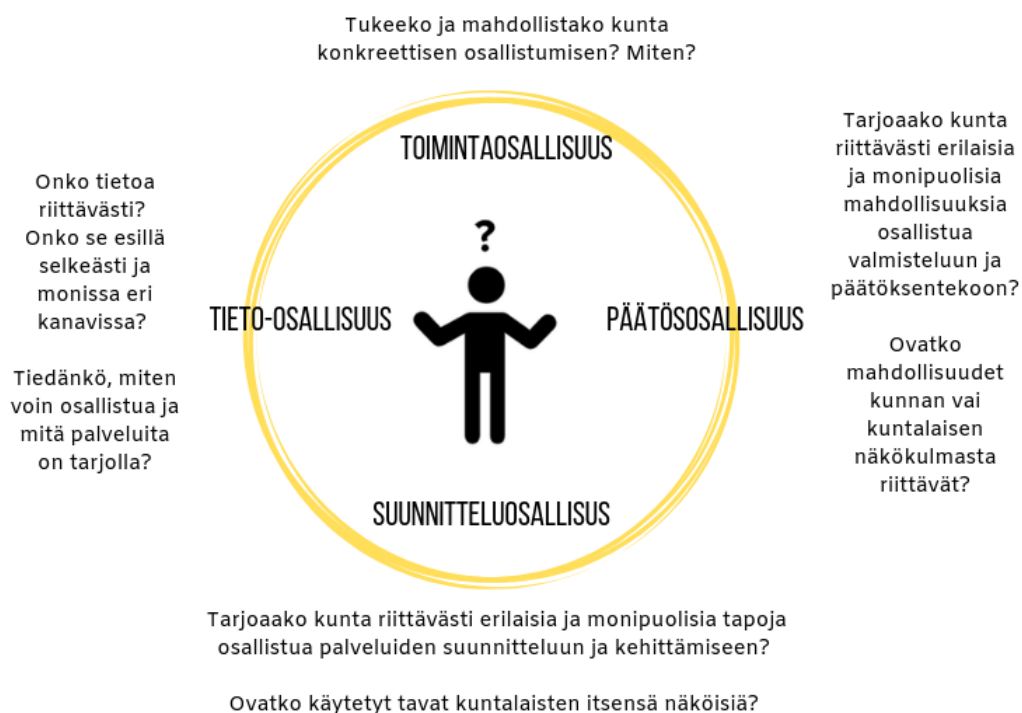 Tukeeko ja mahdollistako kunta
konkreettisen osallistumisen? Miten?
TOIMINTAOSALLISUUS
Onko tietoa
riittävästi?
Onko se esillä
selkeästi ja
monissa eri
kanavissa?
Tiedänkö, miten
voin osallistua ja
mitä palveluita
on tarjolla?
TIETO-OSALLISUUS
?
PÄÄTÖSOSALLISUUS
Tarjoaako kunta
riittävästi erilaisia
ja monipuolisia
mahdollisuuksia
osallistua
valmisteluun ja
päätöksentekoon?
Ovatko
mahdollisuudet
kunnan vai
kuntalaisen
näkökulmasta
riittävät?
SUUNNITTELUOSALLISUS
Tarjoaako kunta riittävästi erilaisia ja monipuolisia tapoja
osallistua palveluiden suunnitteluun ja kehittämiseen?
Ovatko käytetyt tavat kuntalaisten itsensä näköisiä?